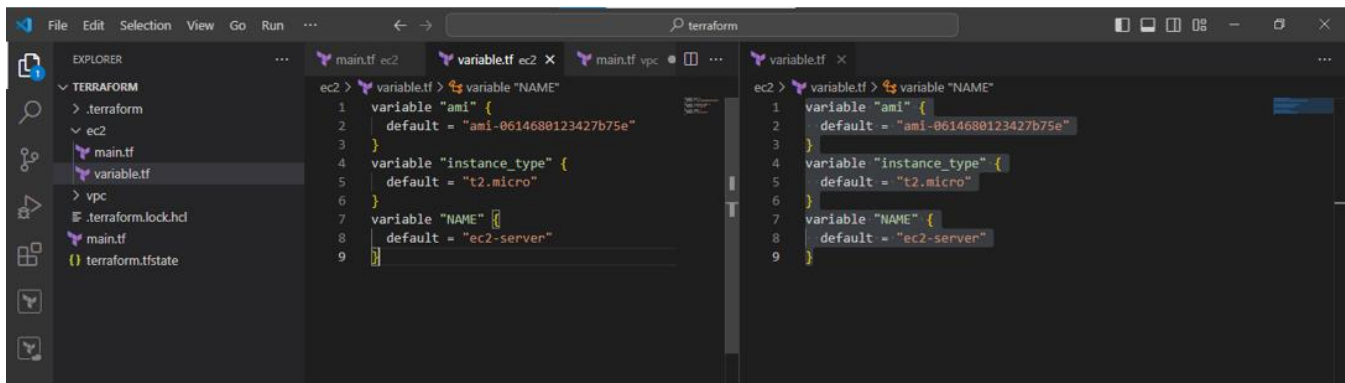 File Edit Selection View Go Run ··· ← → terraform
EXPLORER ···
TERRAFORM
.terraform
ec2
main.tf
variable.tf
vpc
.terraform.lock.hcl
main.tf
{} terraform.tfstate
1
main.tf ec2 variable.tf ec2 × main.tf vpc ● ···
ec2 > variable.tf > variable "NAME"
1 variable "ami" {
2 default = "ami-0614680123427b75e"
3 }
4 variable "instance_type" {
5 default = "t2.micro"
6 }
7 variable "NAME" {
8 default = "ec2-server"
9 }
variable.tf × ···
ec2 > variable.tf > variable "NAME"
1 variable "ami" {
2 default = "ami-0614680123427b75e"
3 }
4 variable "instance_type" {
5 default = "t2.micro"
6 }
7 variable "NAME" {
8 default = "ec2-server"
9 }